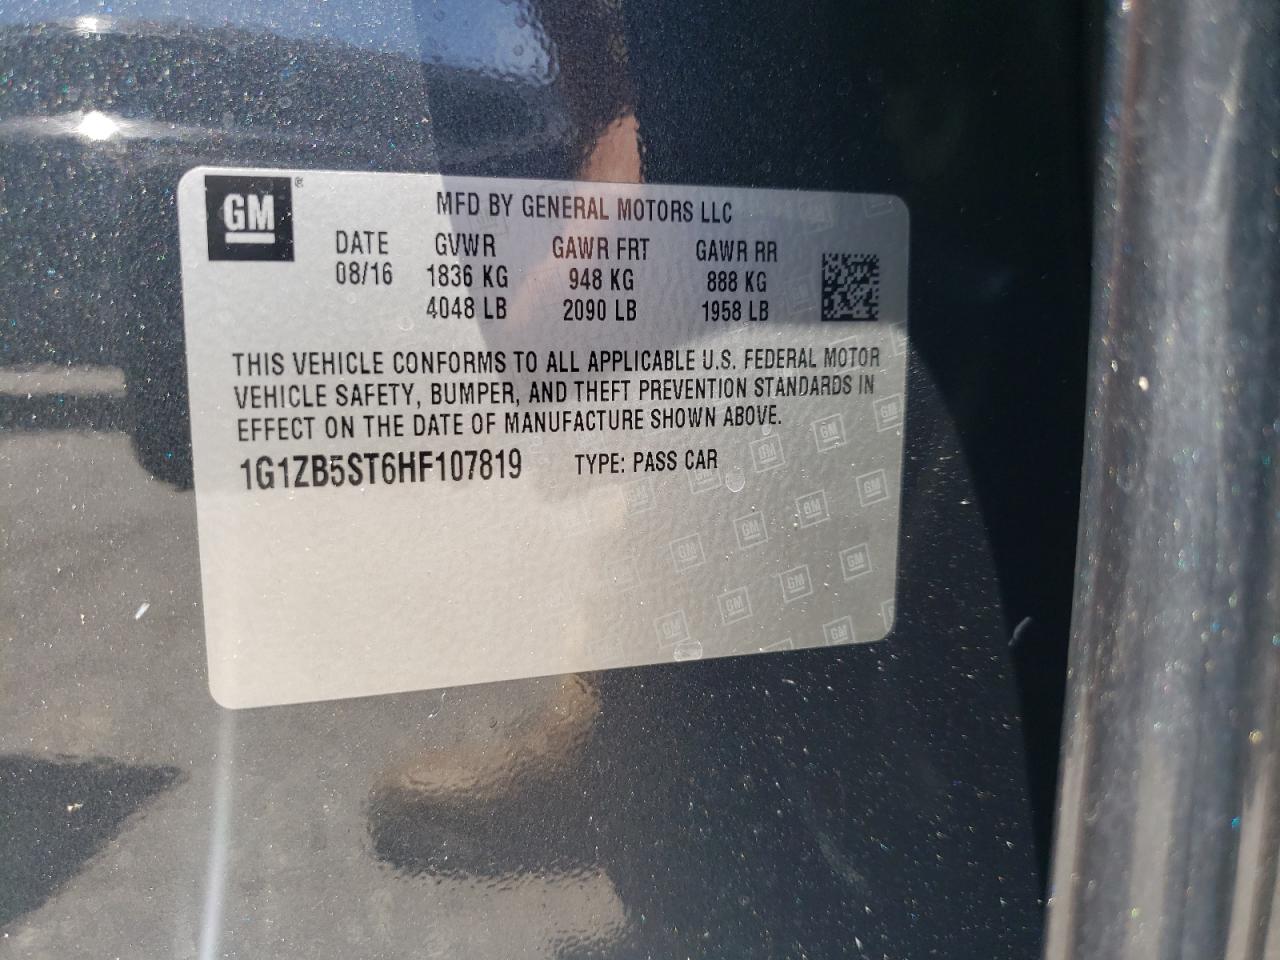 GM ®
MFD BY GENERAL MOTORS LLC
DATE GVWR GAWR FRT GAWR RR
08/16 1836 KG 948 KG 888 KG
4048 LB 2090 LB 1958 LB
THIS VEHICLE CONFORMS TO ALL APPLICABLE U.S. FEDERAL MOTOR
VEHICLE SAFETY, BUMPER, AND THEFT PREVENTION STANDARDS IN
EFFECT ON THE DATE OF MANUFACTURE SHOWN ABOVE.
1G1ZB5ST6HF107819 TYPE: PASS CAR